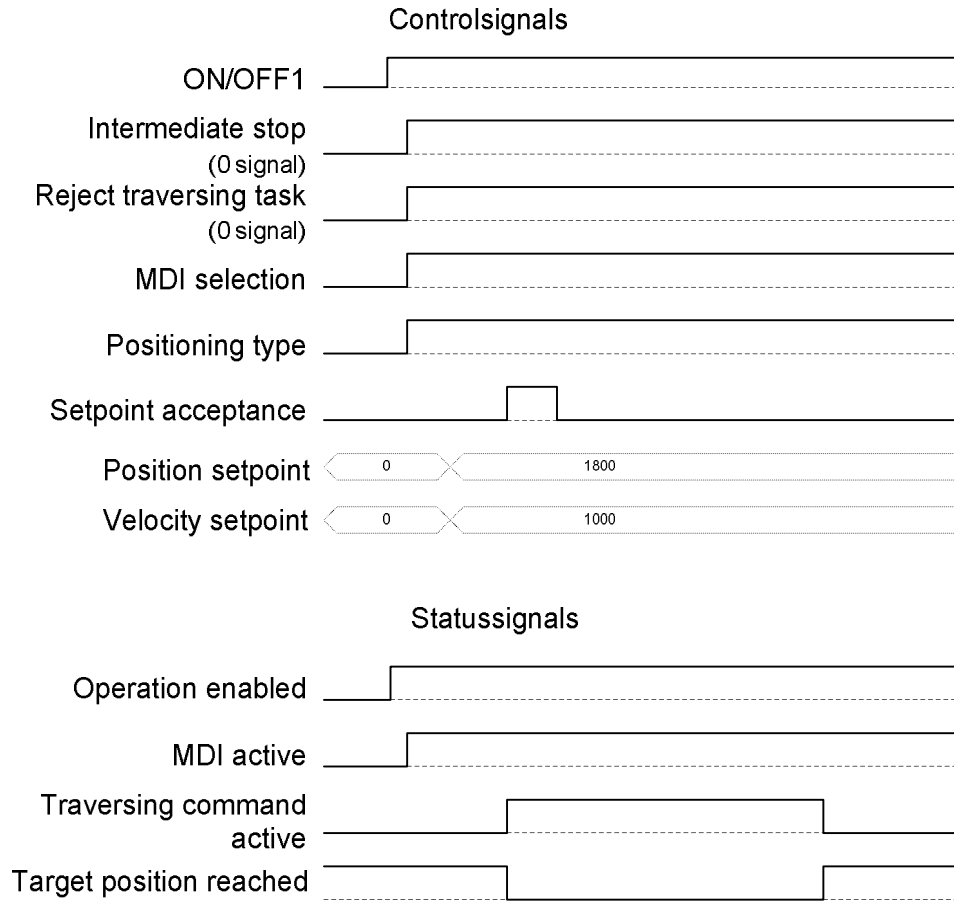 Controlsignals
ON/OFF1
Intermediate stop
(0 signal)
Reject traversing task
(0 signal)
MDI selection
Positioning type
Setpoint acceptance
Position setpoint 0 1800
Velocity setpoint 0 1000
Statussignals
Operation enabled
MDI active
Traversing command
active
Target position reached